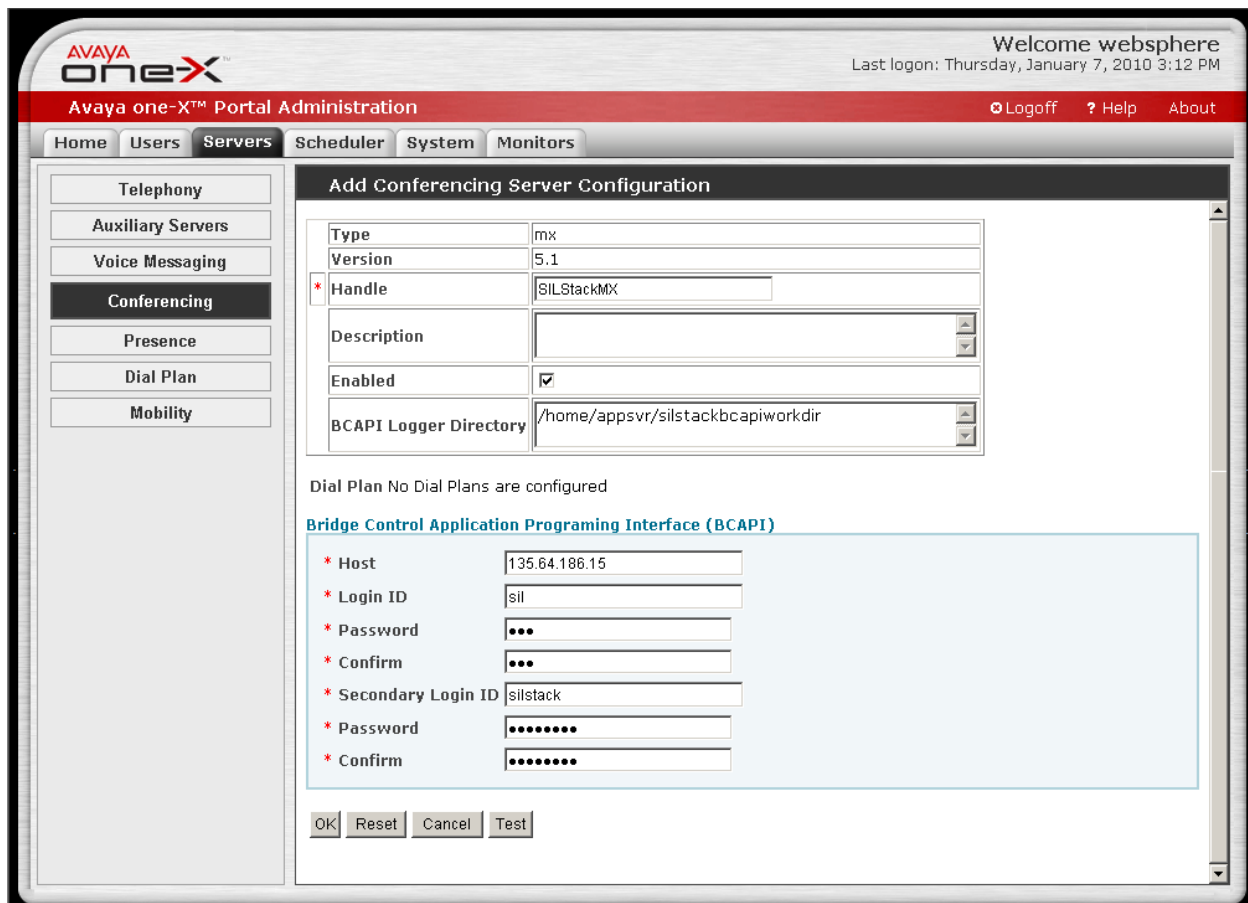 AVAYA
one-X™
Welcome websphere
Last logon: Thursday, January 7, 2010 3:12 PM
Avaya one-X™ Portal Administration
Logoff ? Help About
Home Users Servers Scheduler System Monitors
Telephony
Auxiliary Servers
Voice Messaging
Conferencing
Presence
Dial Plan
Mobility
Add Conferencing Server Configuration
Type mx
Version 5.1
* Handle SILStackMX
Description
Enabled
BCAPI Logger Directory /home/appsvr/silstackbcapiworkdir
Dial Plan No Dial Plans are configured
Bridge Control Application Programing Interface (BCAPI)
* Host 135.64.186.15
* Login ID sil
* Password •••
* Confirm •••
* Secondary Login ID silstack
* Password ••••••••
* Confirm ••••••••
OK Reset Cancel Test